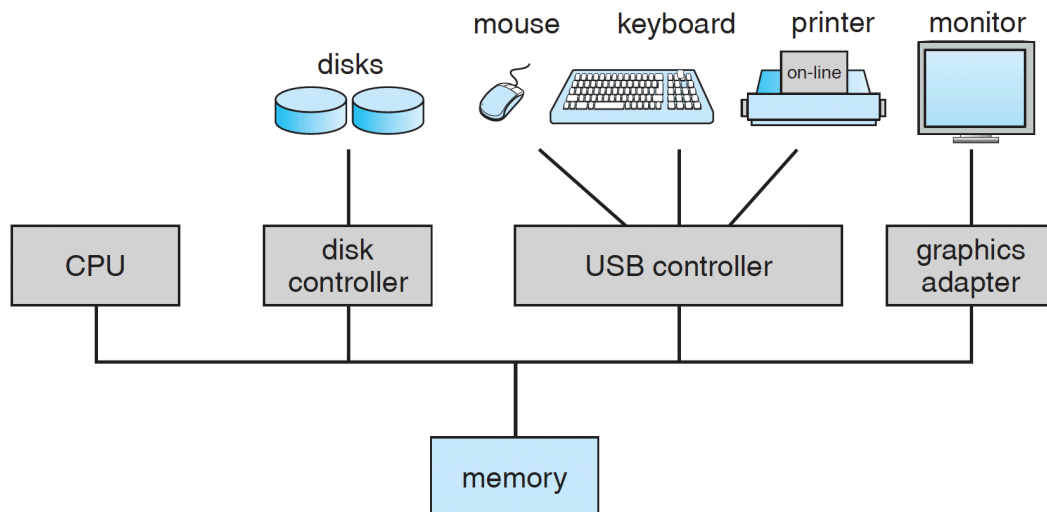 mouse
keyboard
printer
monitor
disks
on-line
CPU
disk
controller
USB controller
graphics
adapter
memory